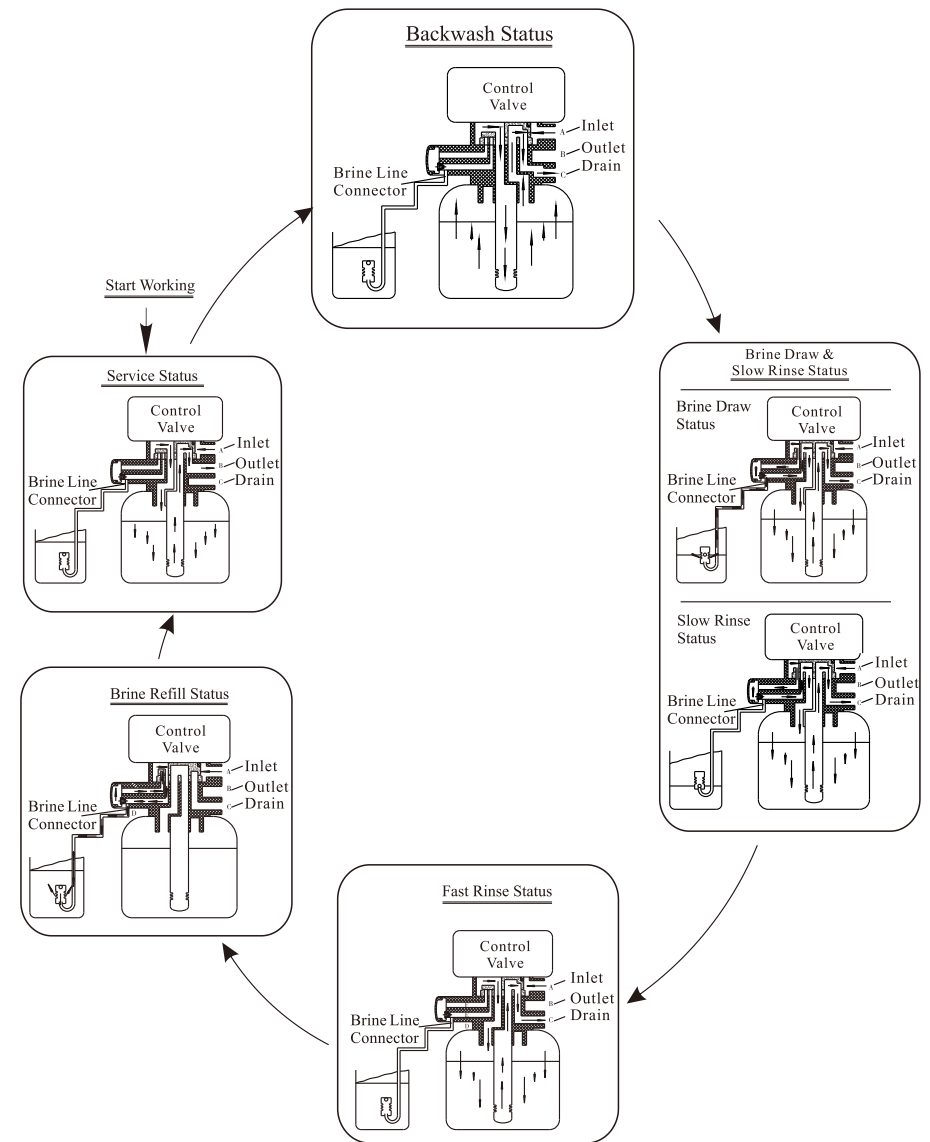 Backwash Status
Control
Valve
A
Inlet
B
Outlet
C
Drain
Brine Line
Connector
Start Working
Service Status
Control
Valve
A
Inlet
B
Outlet
C
Drain
Brine Line
Connector
Brine Draw &
Slow Rinse Status
Brine Draw
Status
Control
Valve
A
Inlet
B
Outlet
C
Drain
Brine Line
Connector
Slow Rinse
Status
Control
Valve
A
Inlet
B
Outlet
C
Drain
Brine Line
Connector
Brine Refill Status
Control
Valve
A
Inlet
B
Outlet
C
Drain
Brine Line
Connector
D
Fast Rinse Status
Control
Valve
A
Inlet
B
Outlet
C
Drain
Brine Line
Connector
D